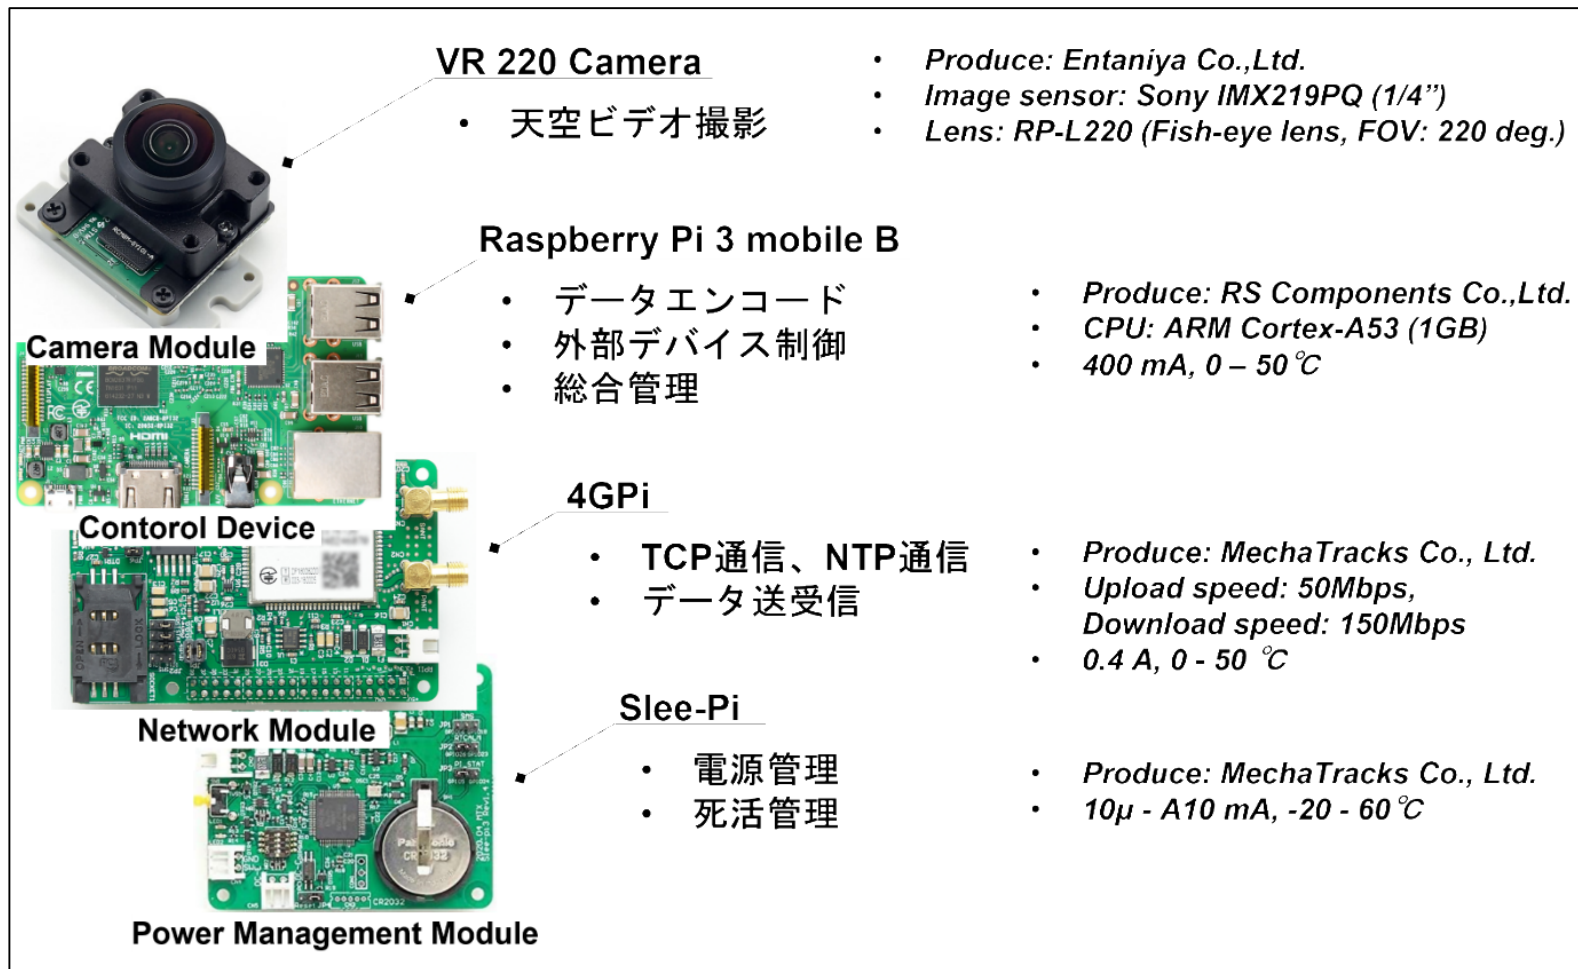 VR 220 Camera
• 天空ビデオ撮影
• Produce: Entaniya Co.,Ltd.
• Image sensor: Sony IMX219PQ (1/4”)
• Lens: RP-L220 (Fish-eye lens, FOV: 220 deg.)
Camera Module
Raspberry Pi 3 mobile B
• データエンコード
• 外部デバイス制御
• 総合管理
• Produce: RS Components Co.,Ltd.
• CPU: ARM Cortex-A53 (1GB)
• 400 mA, 0 – 50℃
HDMI
Contorol Device
4GPi
• TCP通信、NTP通信
• データ送受信
• Produce: MechaTracks Co., Ltd.
• Upload speed: 50Mbps,
Download speed: 150Mbps
• 0.4 A, 0 - 50 ℃
Network Module
Slee-Pi
• 電源管理
• 死活管理
• Produce: MechaTracks Co., Ltd.
• 10μ - A10 mA, -20 - 60℃
CR2032
Power Management Module